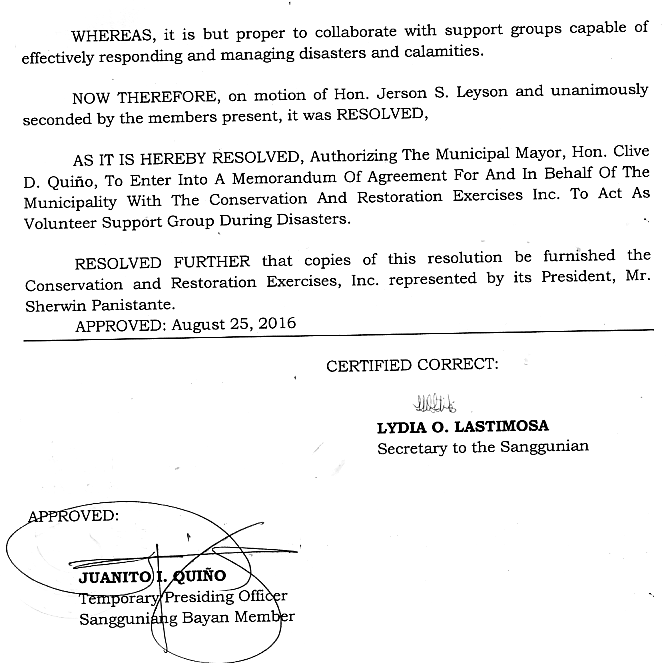 WHEREAS, it is but proper to collaborate with support groups capable of
effectively responding and managing disasters and calamities.
NOW THEREFORE, on motion of Hon. Jerson S. Leyson and unanimously
seconded by the members present, it was RESOLVED,
AS IT IS HEREBY RESOLVED, Authorizing The Municipal Mayor, Hon. Clive
D. Quiño, To Enter Into A Memorandum Of Agreement For And In Behalf Of The
Municipality With The Conservation And Restoration Exercises Inc. To Act As
Volunteer Support Group During Disasters.
RESOLVED FURTHER that copies of this resolution be furnished the
Conservation and Restoration Exercises, Inc. represented by its President, Mr.
Sherwin Panistante.
APPROVED: August 25, 2016
CERTIFIED CORRECT:
LYDIA O. LASTIMOSA
Secretary to the Sanggunian
APPROVED:
JUANITO I. QUIÑO
Temporary Presiding Officer
Sangguniang Bayan Member